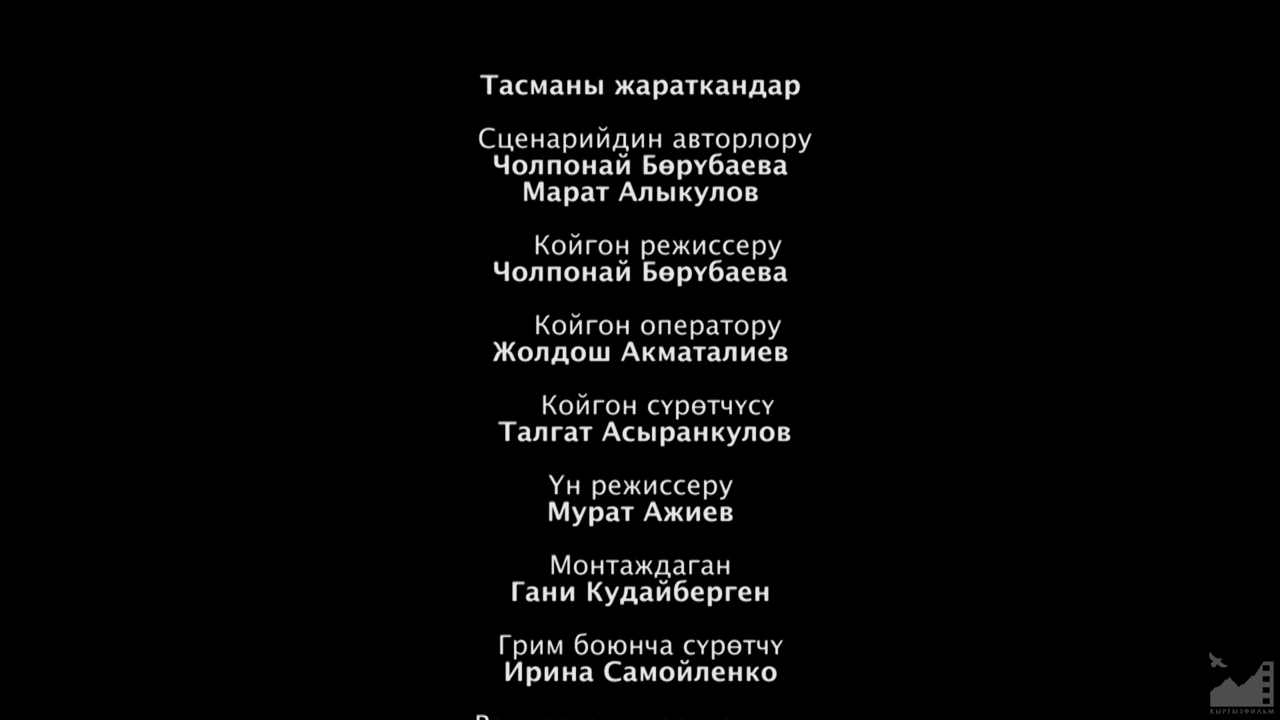 Тасманы жараткандар
Сценарийдин авторлору
Чолпонай Бөрүбаева
Марат Алыкулов
Койгон режиссеру
Чолпонай Бөрүбаева
Койгон оператору
Жолдош Акматалиев
Койгон сүрөтчүсү
Талгат Асыранкулов
Үн режиссеру
Мурат Ажиев
Монтаждаган
Гани Кудайберген
Грим боюнча сүрөтчү
Ирина Самойленко
КЫРГЫЗФИЛЬМ